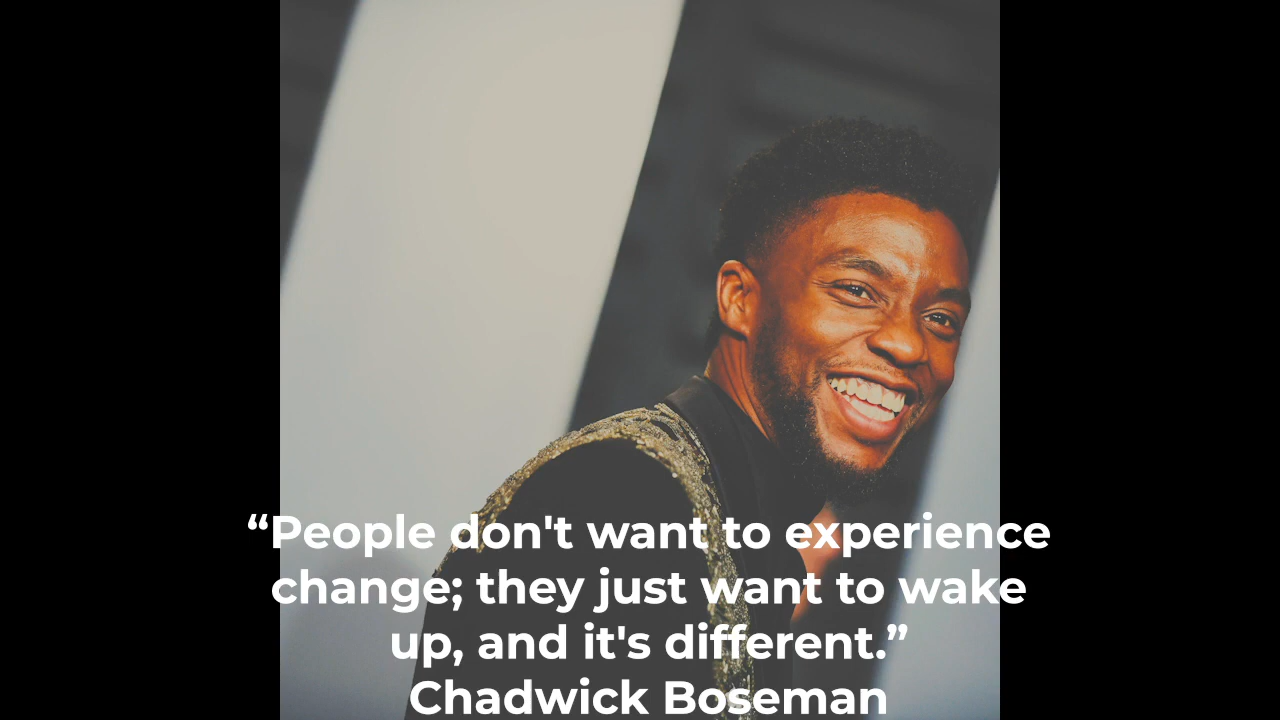 “People don't want to experience
change; they just want to wake
up, and it's different.”
Chadwick Boseman